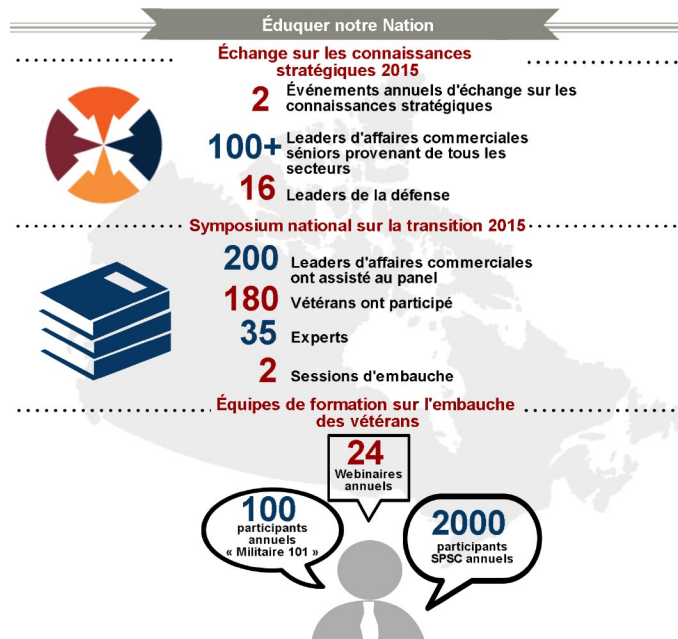 Éduquer notre Nation
Échange sur les connaissances
stratégiques 2015
2 Événements annuels d'échange sur les
connaissances stratégiques
100+ Leaders d'affaires commerciales
séniors provenant de tous les
secteurs
16 Leaders de la défense
Symposium national sur la transition 2015
200 Leaders d'affaires commerciales
ont assisté au panel
180 Vétérans ont participé
35 Experts
2 Sessions d'embauche
Équipes de formation sur l'embauche
des vétérans
24
Webinaires
annuels
100
participants
annuels
« Militaire 101 »
2000
participants
SPSC annuels